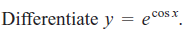 Differentiate y = e^{cos x}.